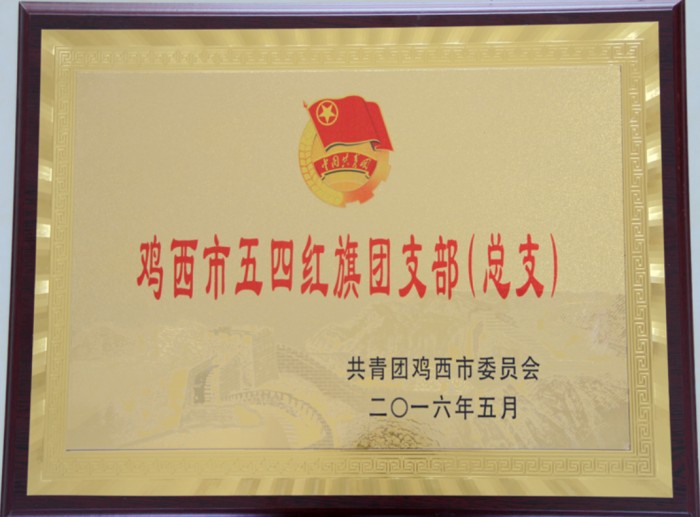 中国共青团
鸡西市五四红旗团支部(总支)
共青团鸡西市委员会
二〇一六年五月